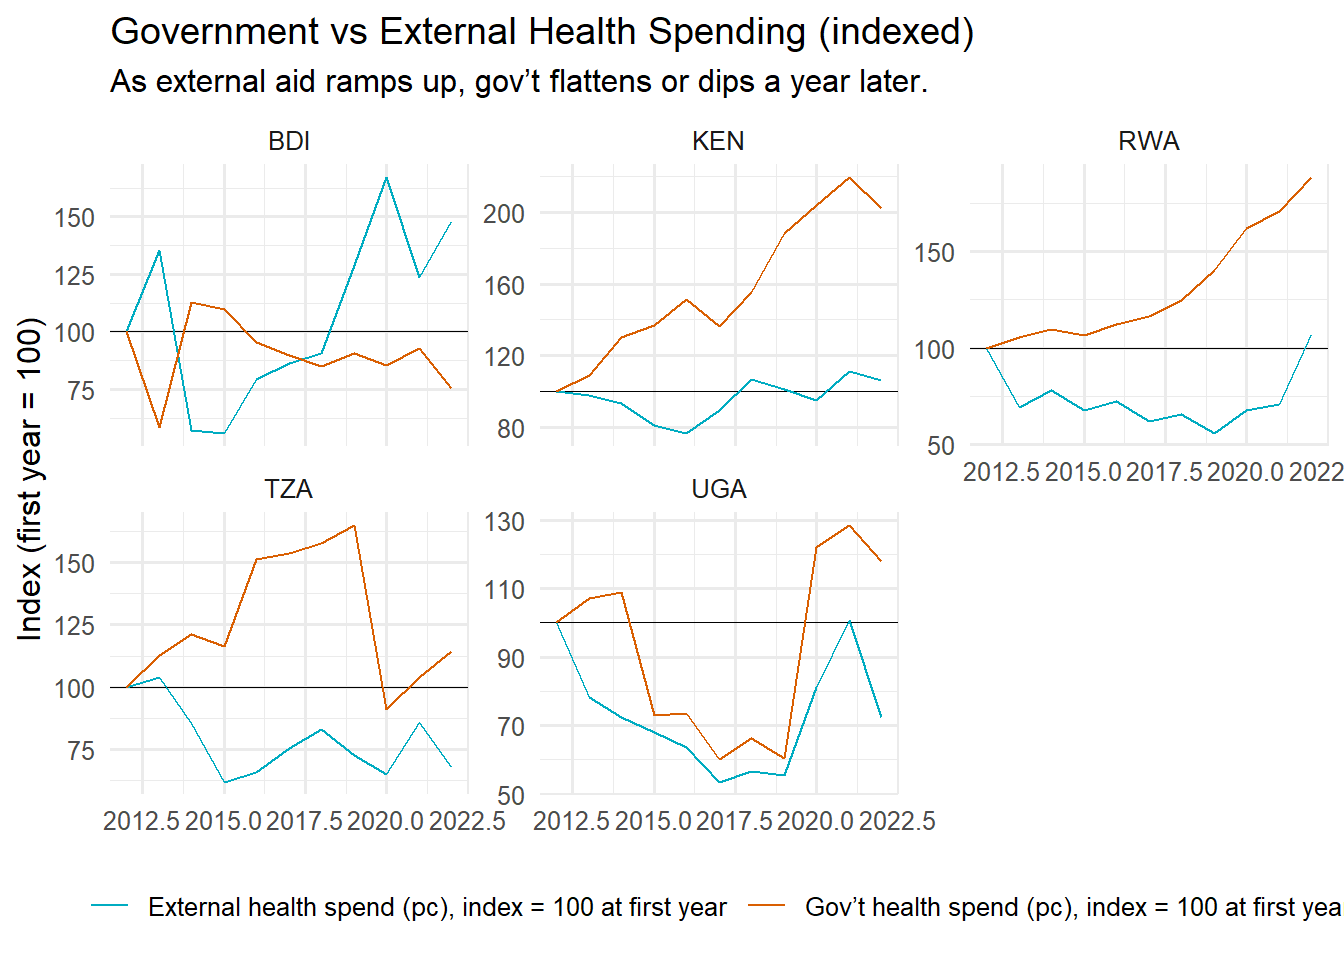 Government vs External Health Spending (indexed)
As external aid ramps up, gov’t flattens or dips a year later.
BDI
KEN
RWA
150
125
100
75
200
160
120
80
150
100
50
2012.5 2015.0 2017.5 2020.0 2022
TZA
UGA
150
125
100
75
130
110
90
70
50
2012.5 2015.0 2017.5 2020.0 2022.5
2012.5 2015.0 2017.5 2020.0 2022.5
Index (first year = 100)
External health spend (pc), index = 100 at first year
Gov’t health spend (pc), index = 100 at first yea